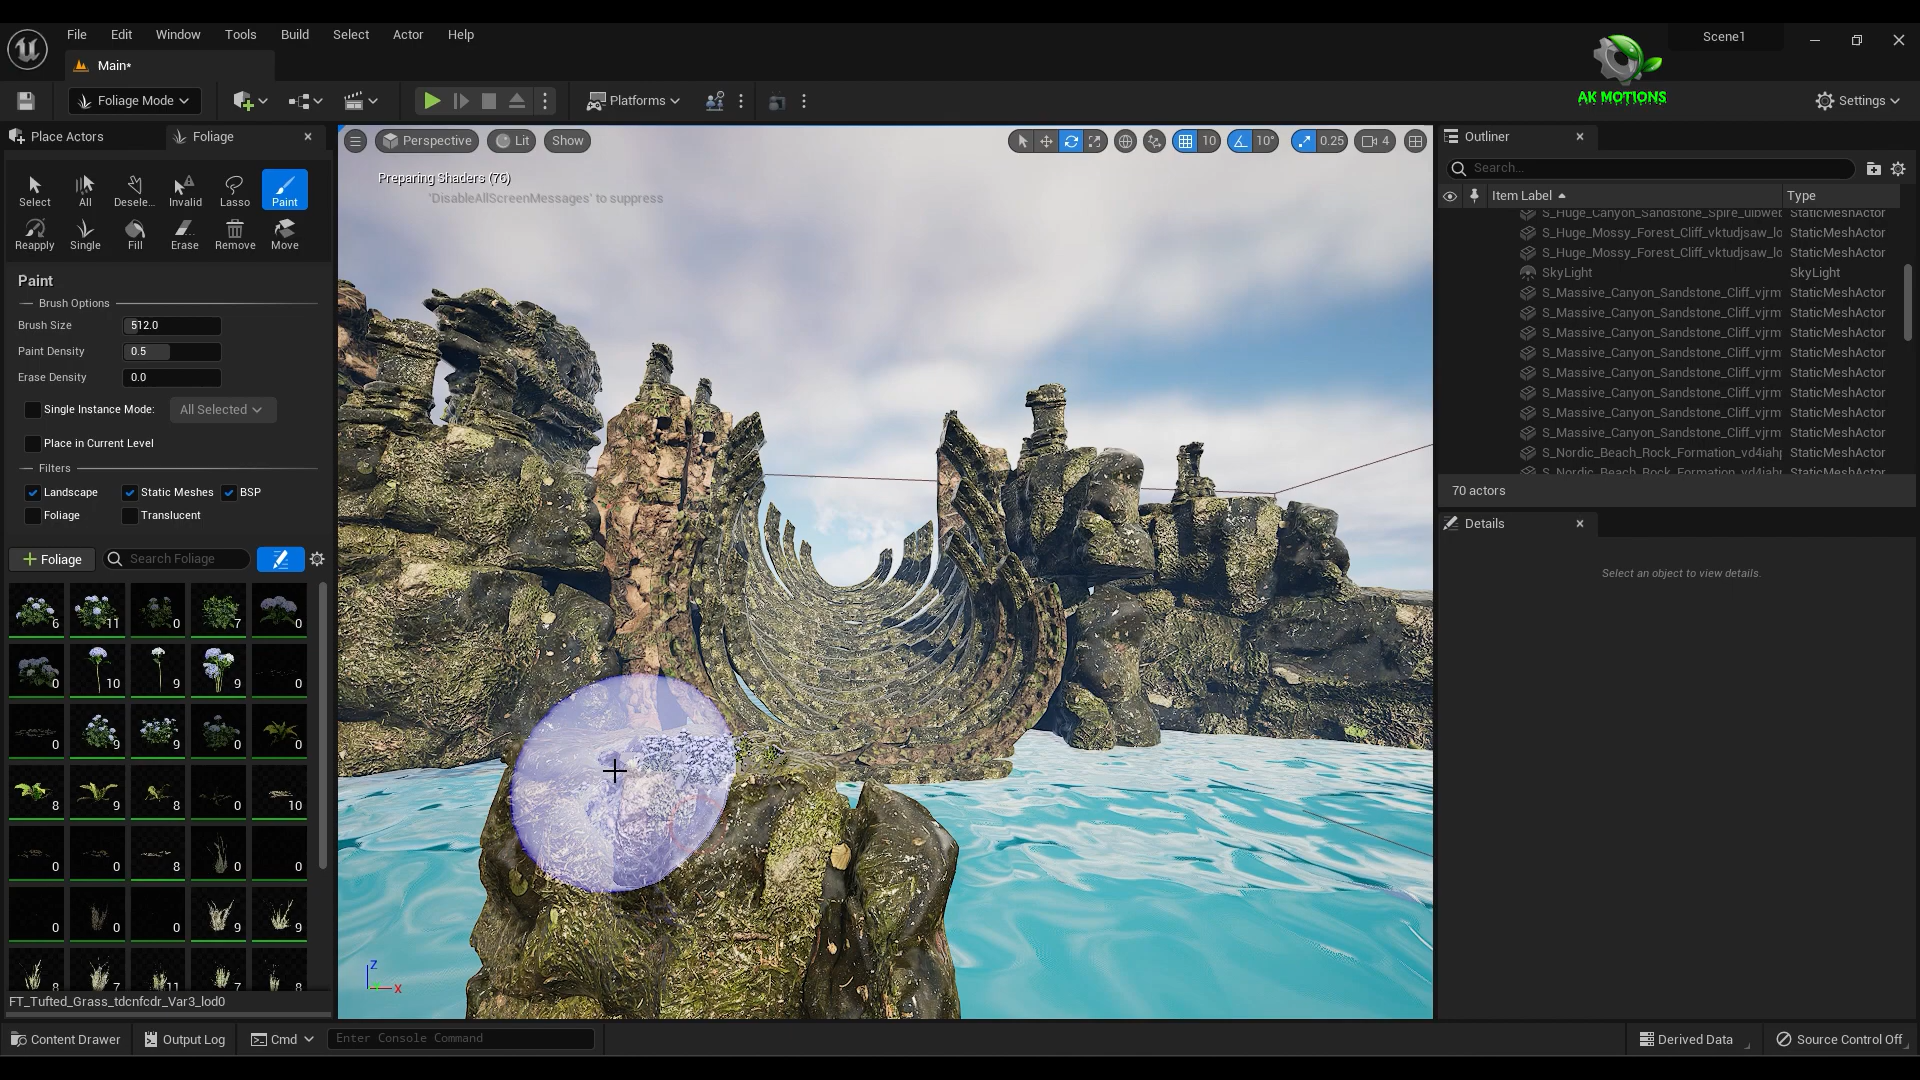 File Edit Window Tools Build Select Actor Help
Scene1
Main*
AK MOTIONS
Foliage Mode
Platforms
Settings
Place Actors
Foliage
Perspective
Lit
Show
10
10°
0.25
4
Outliner
Preparing Shaders (76)
'DisableAllScreenMessages' to suppress
Search...
Item Label
Type
Select
All
Desele...
Invalid
Lasso
Paint
Reapply
Single
Fill
Erase
Remove
Move
S_Huge_Canyon_Sandstone_Spire_ulbwet StaticMeshActor
S_Huge_Mossy_Forest_Cliff_vktudjsaw_lo StaticMeshActor
S_Huge_Mossy_Forest_Cliff_vktudjsaw_lo StaticMeshActor
SkyLight SkyLight
S_Massive_Canyon_Sandstone_Cliff_vjrm StaticMeshActor
S_Massive_Canyon_Sandstone_Cliff_vjrm StaticMeshActor
S_Massive_Canyon_Sandstone_Cliff_vjrm StaticMeshActor
S_Massive_Canyon_Sandstone_Cliff_vjrm StaticMeshActor
S_Massive_Canyon_Sandstone_Cliff_vjrm StaticMeshActor
S_Massive_Canyon_Sandstone_Cliff_vjrm StaticMeshActor
S_Massive_Canyon_Sandstone_Cliff_vjrm StaticMeshActor
S_Massive_Canyon_Sandstone_Cliff_vjrm StaticMeshActor
S_Nordic_Beach_Rock_Formation_vd4iahp StaticMeshActor
S_Nordic_Beach_Rock_Formation_vd4iahp StaticMeshActor
70 actors
Details
Select an object to view details.
Paint
Brush Options
Brush Size 512.0
Paint Density 0.5
Erase Density 0.0
Single Instance Mode: All Selected
Place in Current Level
Filters
Landscape Static Meshes BSP
Foliage Translucent
+ Foliage
Search Foliage
6 11 0 7 0
0 10 9 9 0
0 9 9 0 0
8 9 8 0 10
0 0 8 0 0
0 0 0 9 9
8 7 11 7 8
FT_Tufted_Grass_tdcnfcdr_Var3_lod0
Z
X
Content Drawer
Output Log
Cmd
Enter Console Command
Derived Data
Source Control Off